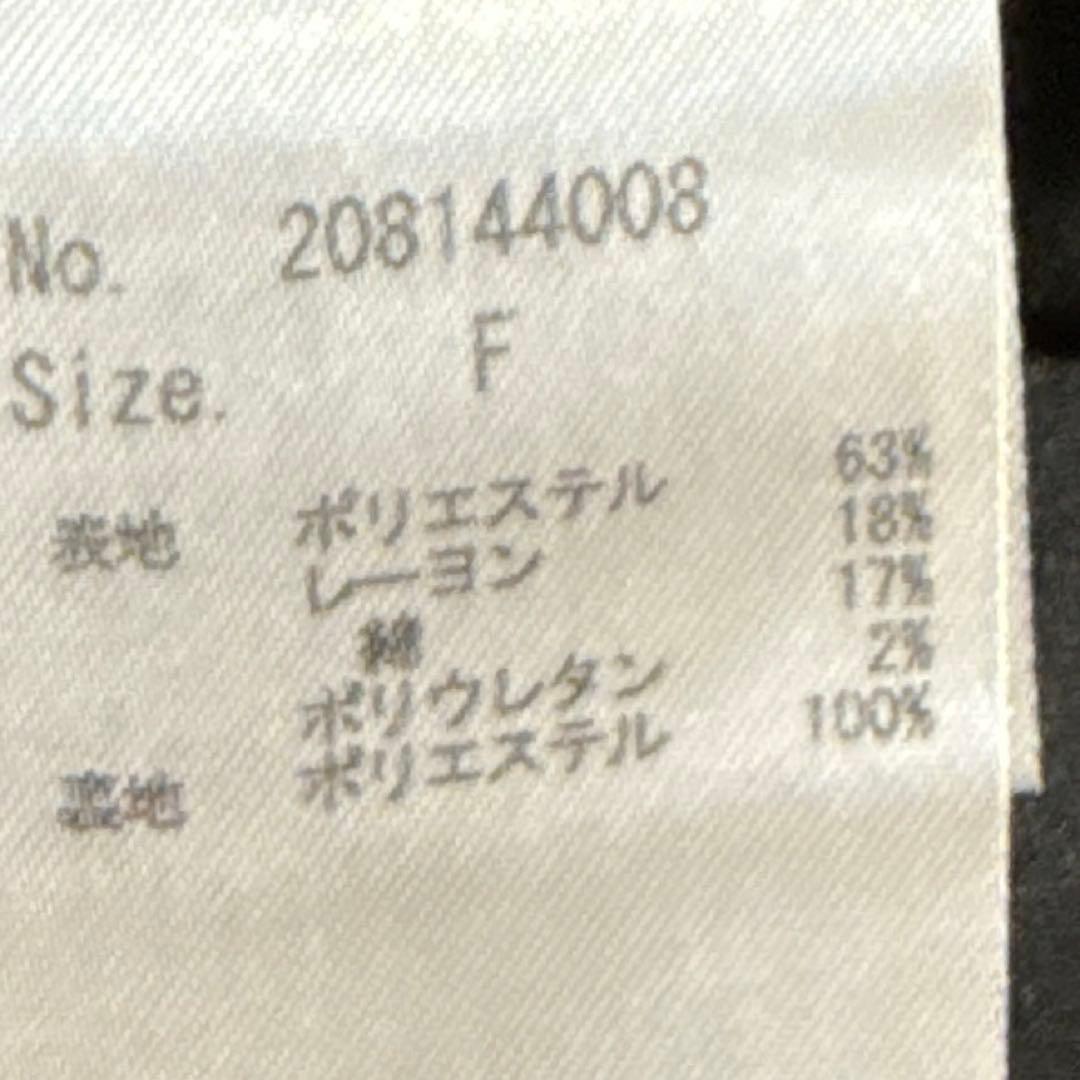 No. 208144008
Size. F
表地 ポリエステル 63%
レーヨン 18%
綿 17%
ポリウレタン 2%
裏地 ポリエステル 100%